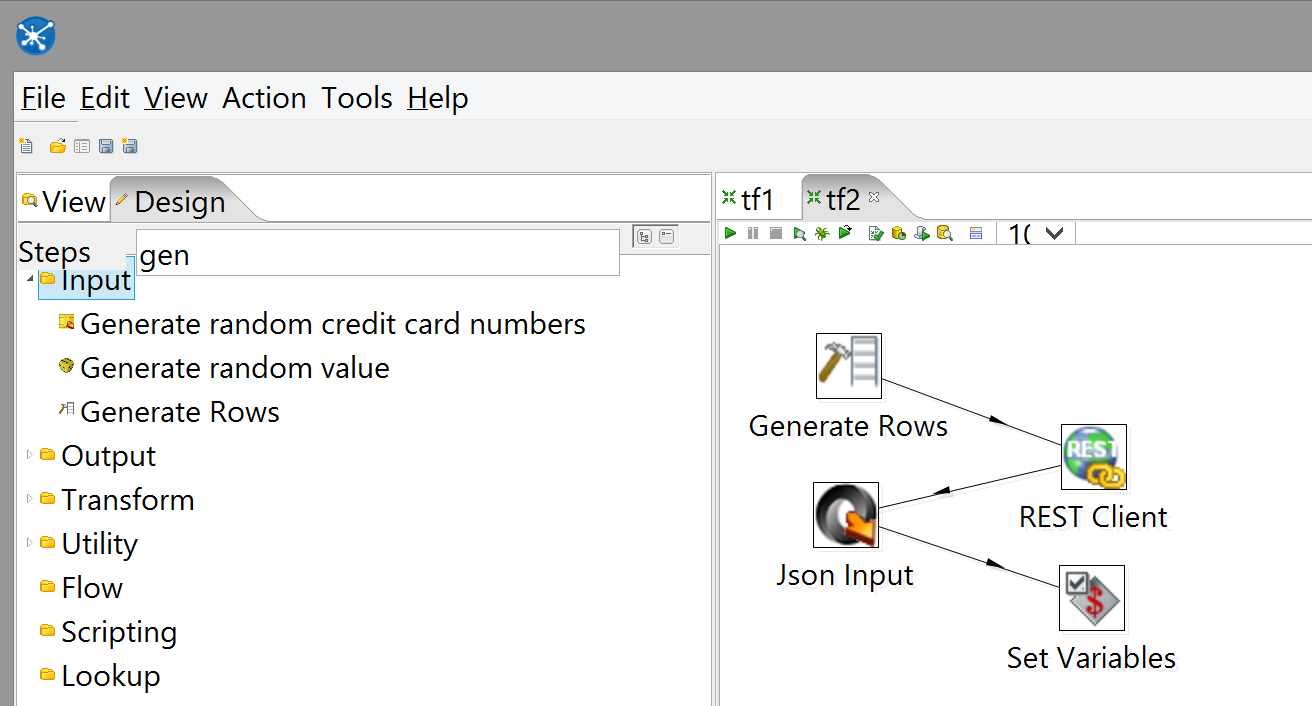 File Edit View Action Tools Help
View Design
Steps gen
Input
Generate random credit card numbers
Generate random value
Generate Rows
Output
Transform
Utility
Flow
Scripting
Lookup
tf1 tf2
10
Generate Rows
REST
REST Client
Json Input
Set Variables